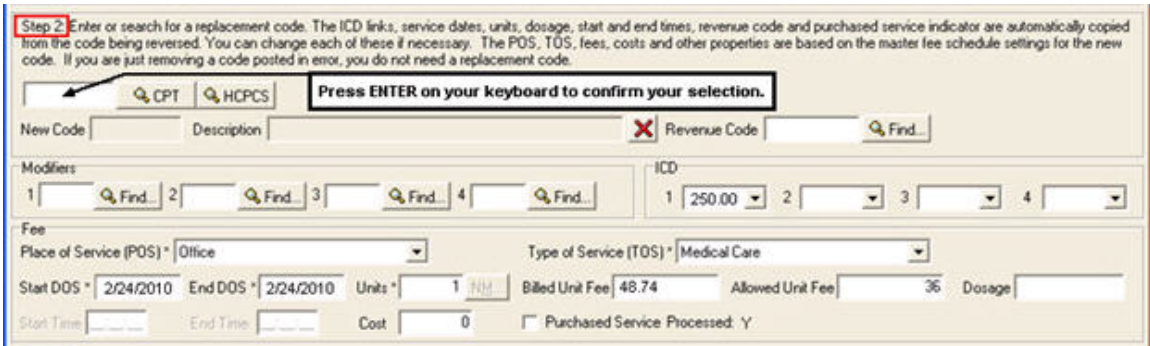 Step 2: Enter or search for a replacement code. The ICD links, service dates, units, dosage, start and end times, revenue code and purchased service indicator are automatically copied
from the code being reversed. You can change each of these if necessary. The POS, TOS, fees, costs and other properties are based on the master fee schedule settings for the new
code. If you are just removing a code posted in error, you do not need a replacement code.
CPT HCPCS Press ENTER on your keyboard to confirm your selection.
New Code Description Revenue Code Find...
Modifiers ICD
1 Find... 2 Find... 3 Find... 4 Find... 1 250.00 2 3 4
Fee
Place of Service (POS) * Office Type of Service (TOS) * Medical Care
Start DOS * 2/24/2010 End DOS * 2/24/2010 Units * 1 NM... Billed Unit Fee 48.74 Allowed Unit Fee 36 Dosage
Start Time __:__:__ End Time __:__:__ Cost 0 Purchased Service Processed: Y